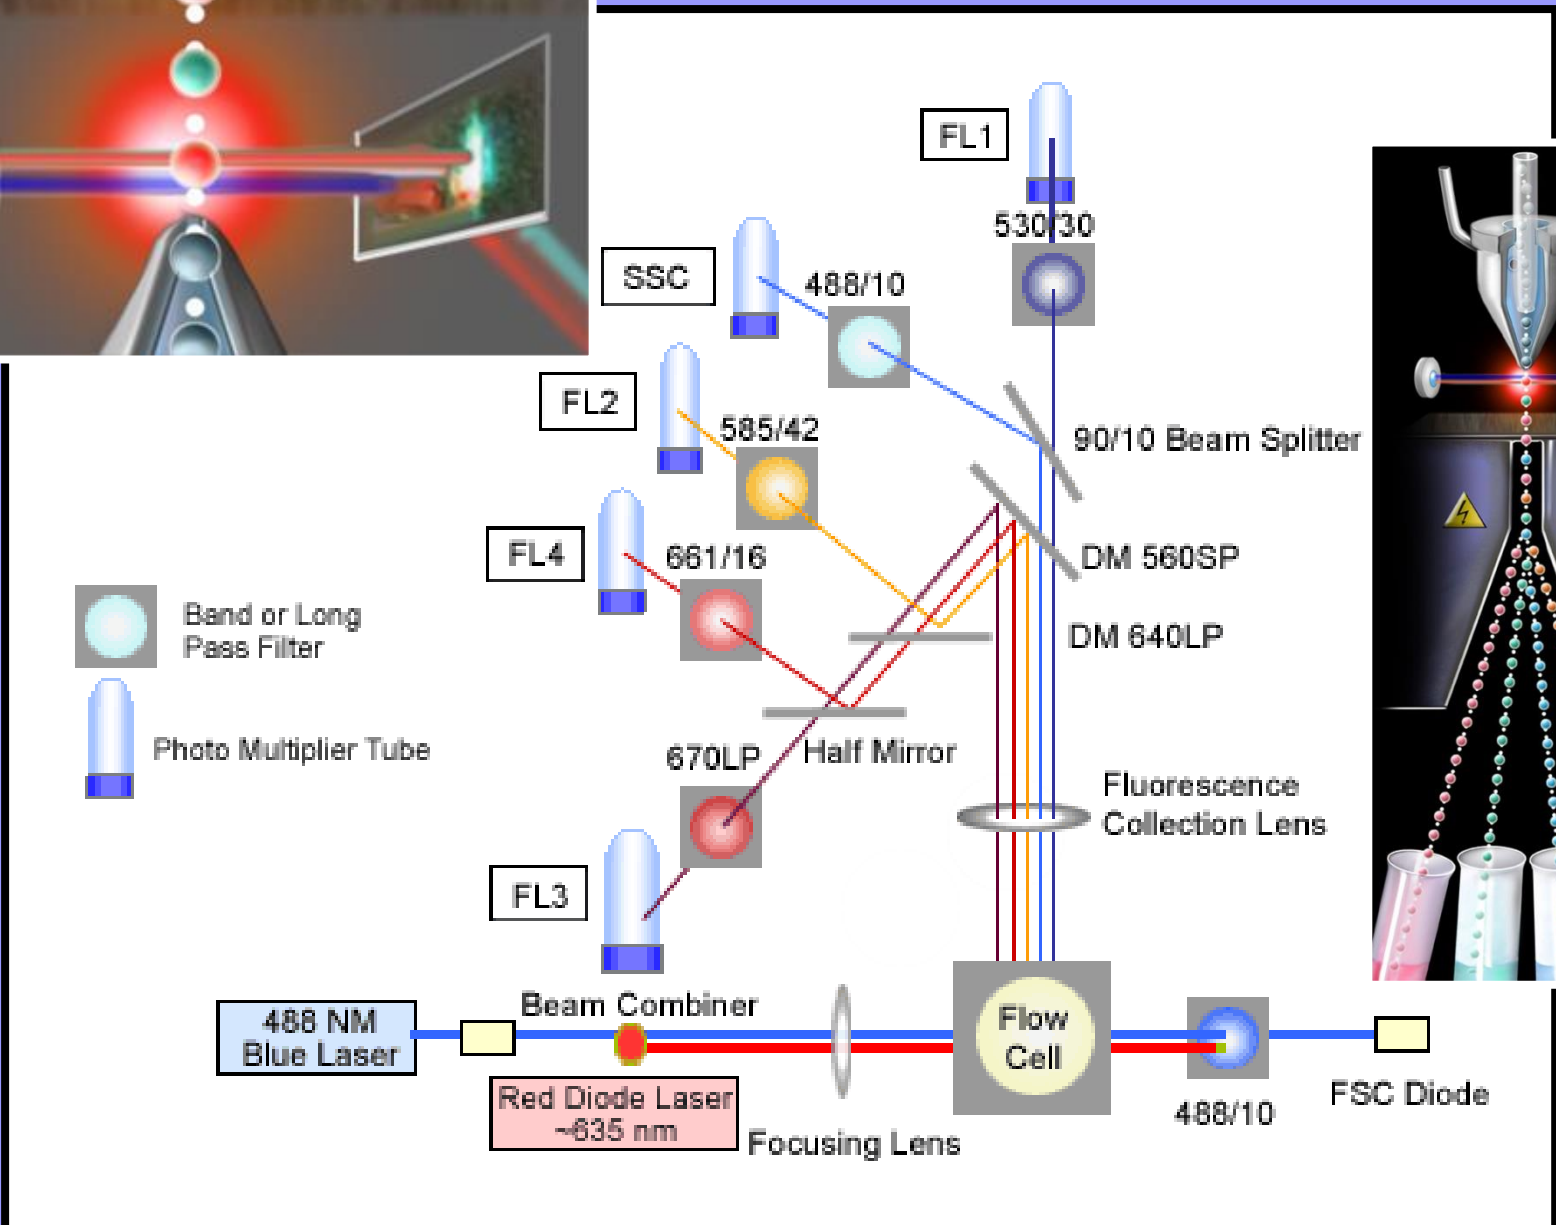 FL1
530/30
SSC
488/10
FL2
585/42
90/10 Beam Splitter
FL4
661/16
DM 560SP
Band or Long
Pass Filter
DM 640LP
Photo Multiplier Tube
670LP
Half Mirror
Fluorescence
Collection Lens
FL3
Beam Combiner
488 NM
Blue Laser
Flow
Cell
Red Diode Laser
~635 nm
FSC Diode
488/10
Focusing Lens